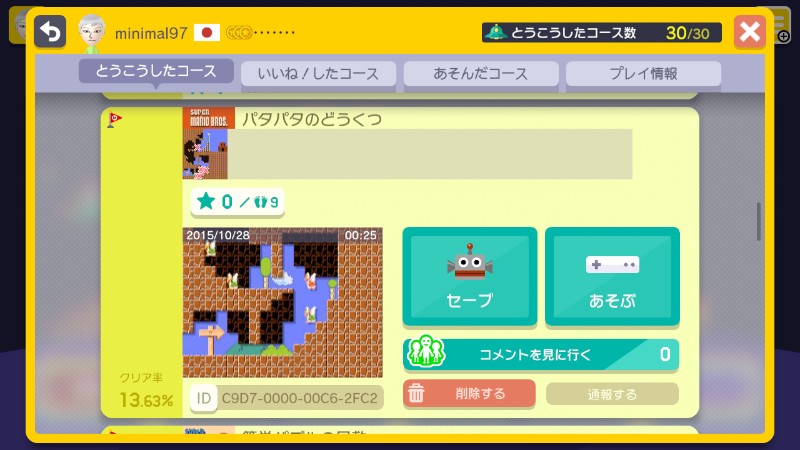 minimal97
とうこうしたコース数 30/30
とうこうしたコース
いいね！したコース
あそんだコース
プレイ情報
SUPER
MARIO BROS.
パタパタのどうくつ
0 / 9
2015/10/28
00:25
セーブ
あそぶ
コメントを見に行く 0
クリア率
13.63%
ID C9D7-0000-00C6-2FC2
削除する
通報する